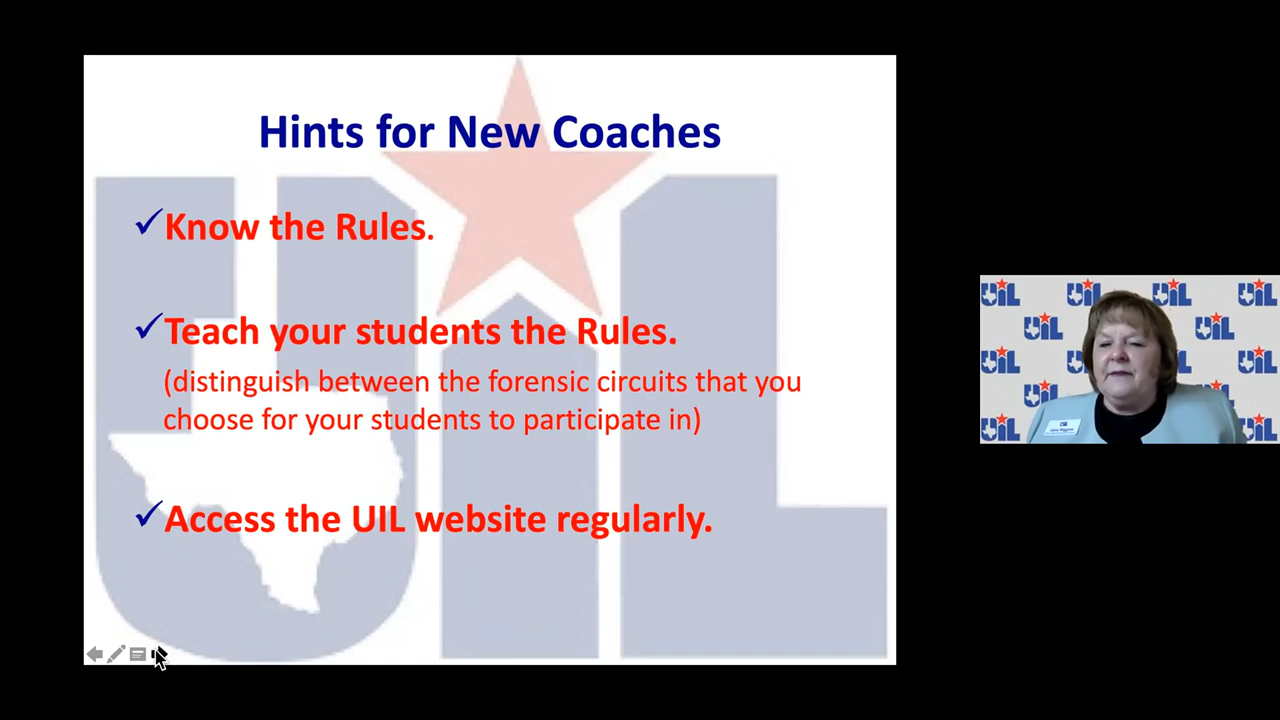 Hints for New Coaches
✓Know the Rules.
✓Teach your students the Rules.
(distinguish between the forensic circuits that you
choose for your students to participate in)
✓Access the UIL website regularly.
UIL